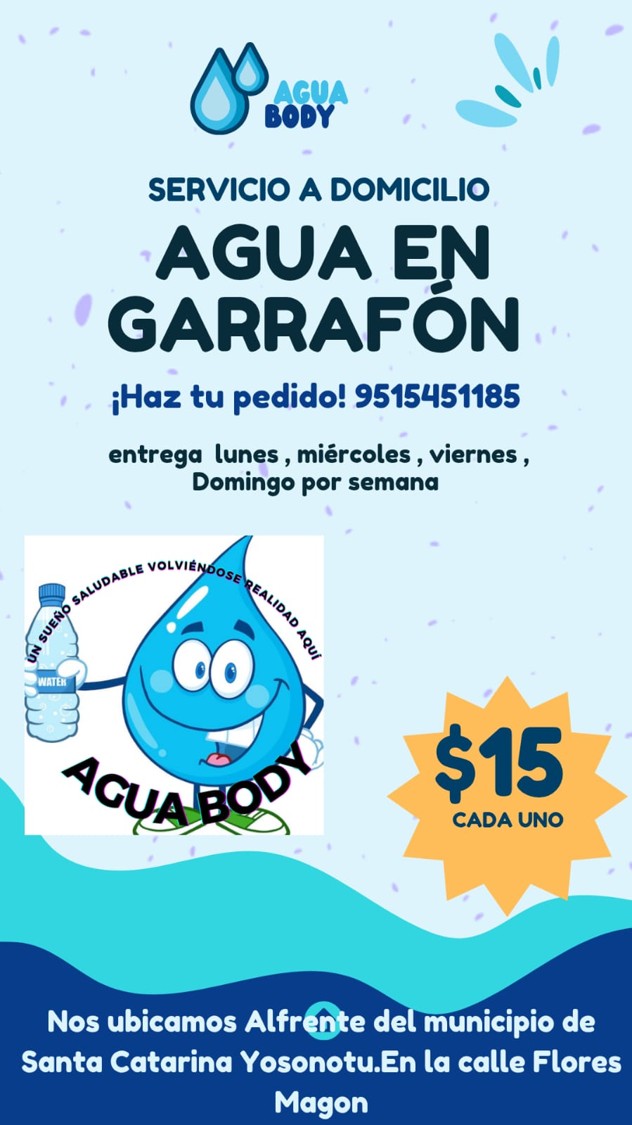 AGUA
BODY
SERVICIO A DOMICILIO
AGUA EN
GARRAFÓN
¡Haz tu pedido! 9515451185
entrega lunes , miércoles , viernes ,
Domingo por semana
UN SUEÑO SALUDABLE VOLVIÉNDOSE REALIDAD AQUÍ
WATER
AGUA BODY
$15
CADA UNO
Nos ubicamos Alfrente del municipio de
Santa Catarina Yosonotu.En la calle Flores
Magon